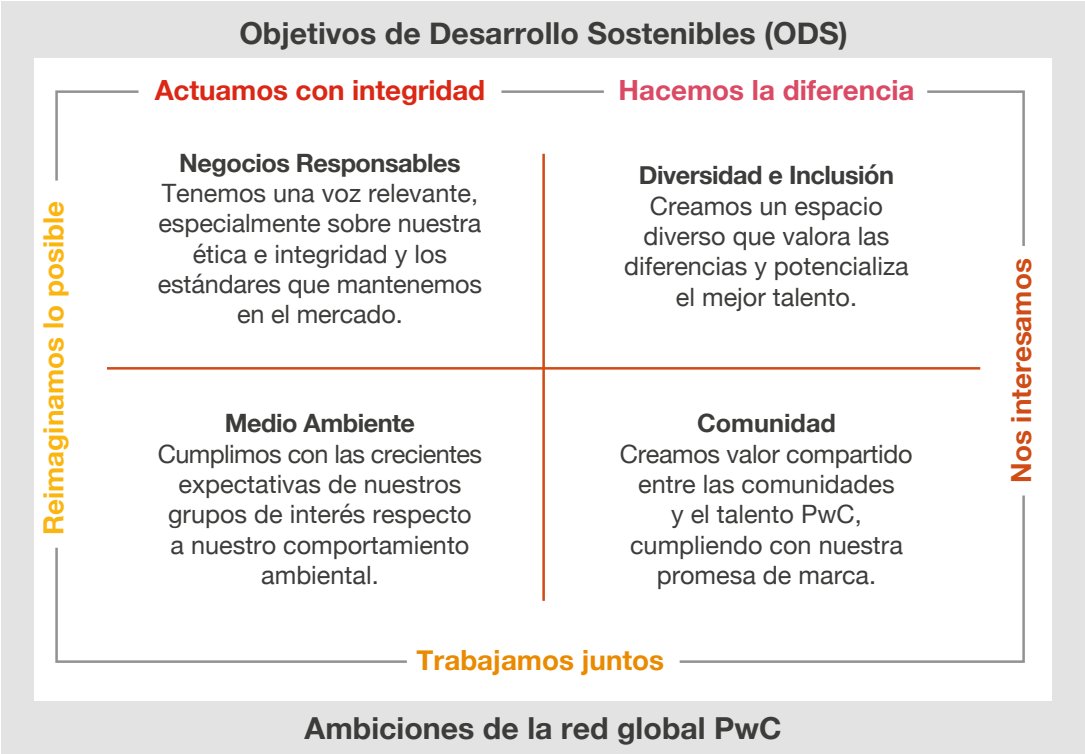 Objetivos de Desarrollo Sostenibles (ODS)
Actuamos con integridad
Hacemos la diferencia
Reimaginamos lo posible
Negocios Responsables
Tenemos una voz relevante,
especialmente sobre nuestra
ética e integridad y los
estándares que mantenemos
en el mercado.
Diversidad e Inclusión
Creamos un espacio
diverso que valora las
diferencias y potencializa
el mejor talento.
Nos interesamos
Medio Ambiente
Cumplimos con las crecientes
expectativas de nuestros
grupos de interés respecto
a nuestro comportamiento
ambiental.
Comunidad
Creamos valor compartido
entre las comunidades
y el talento PwC,
cumpliendo con nuestra
promesa de marca.
Trabajamos juntos
Ambiciones de la red global PwC